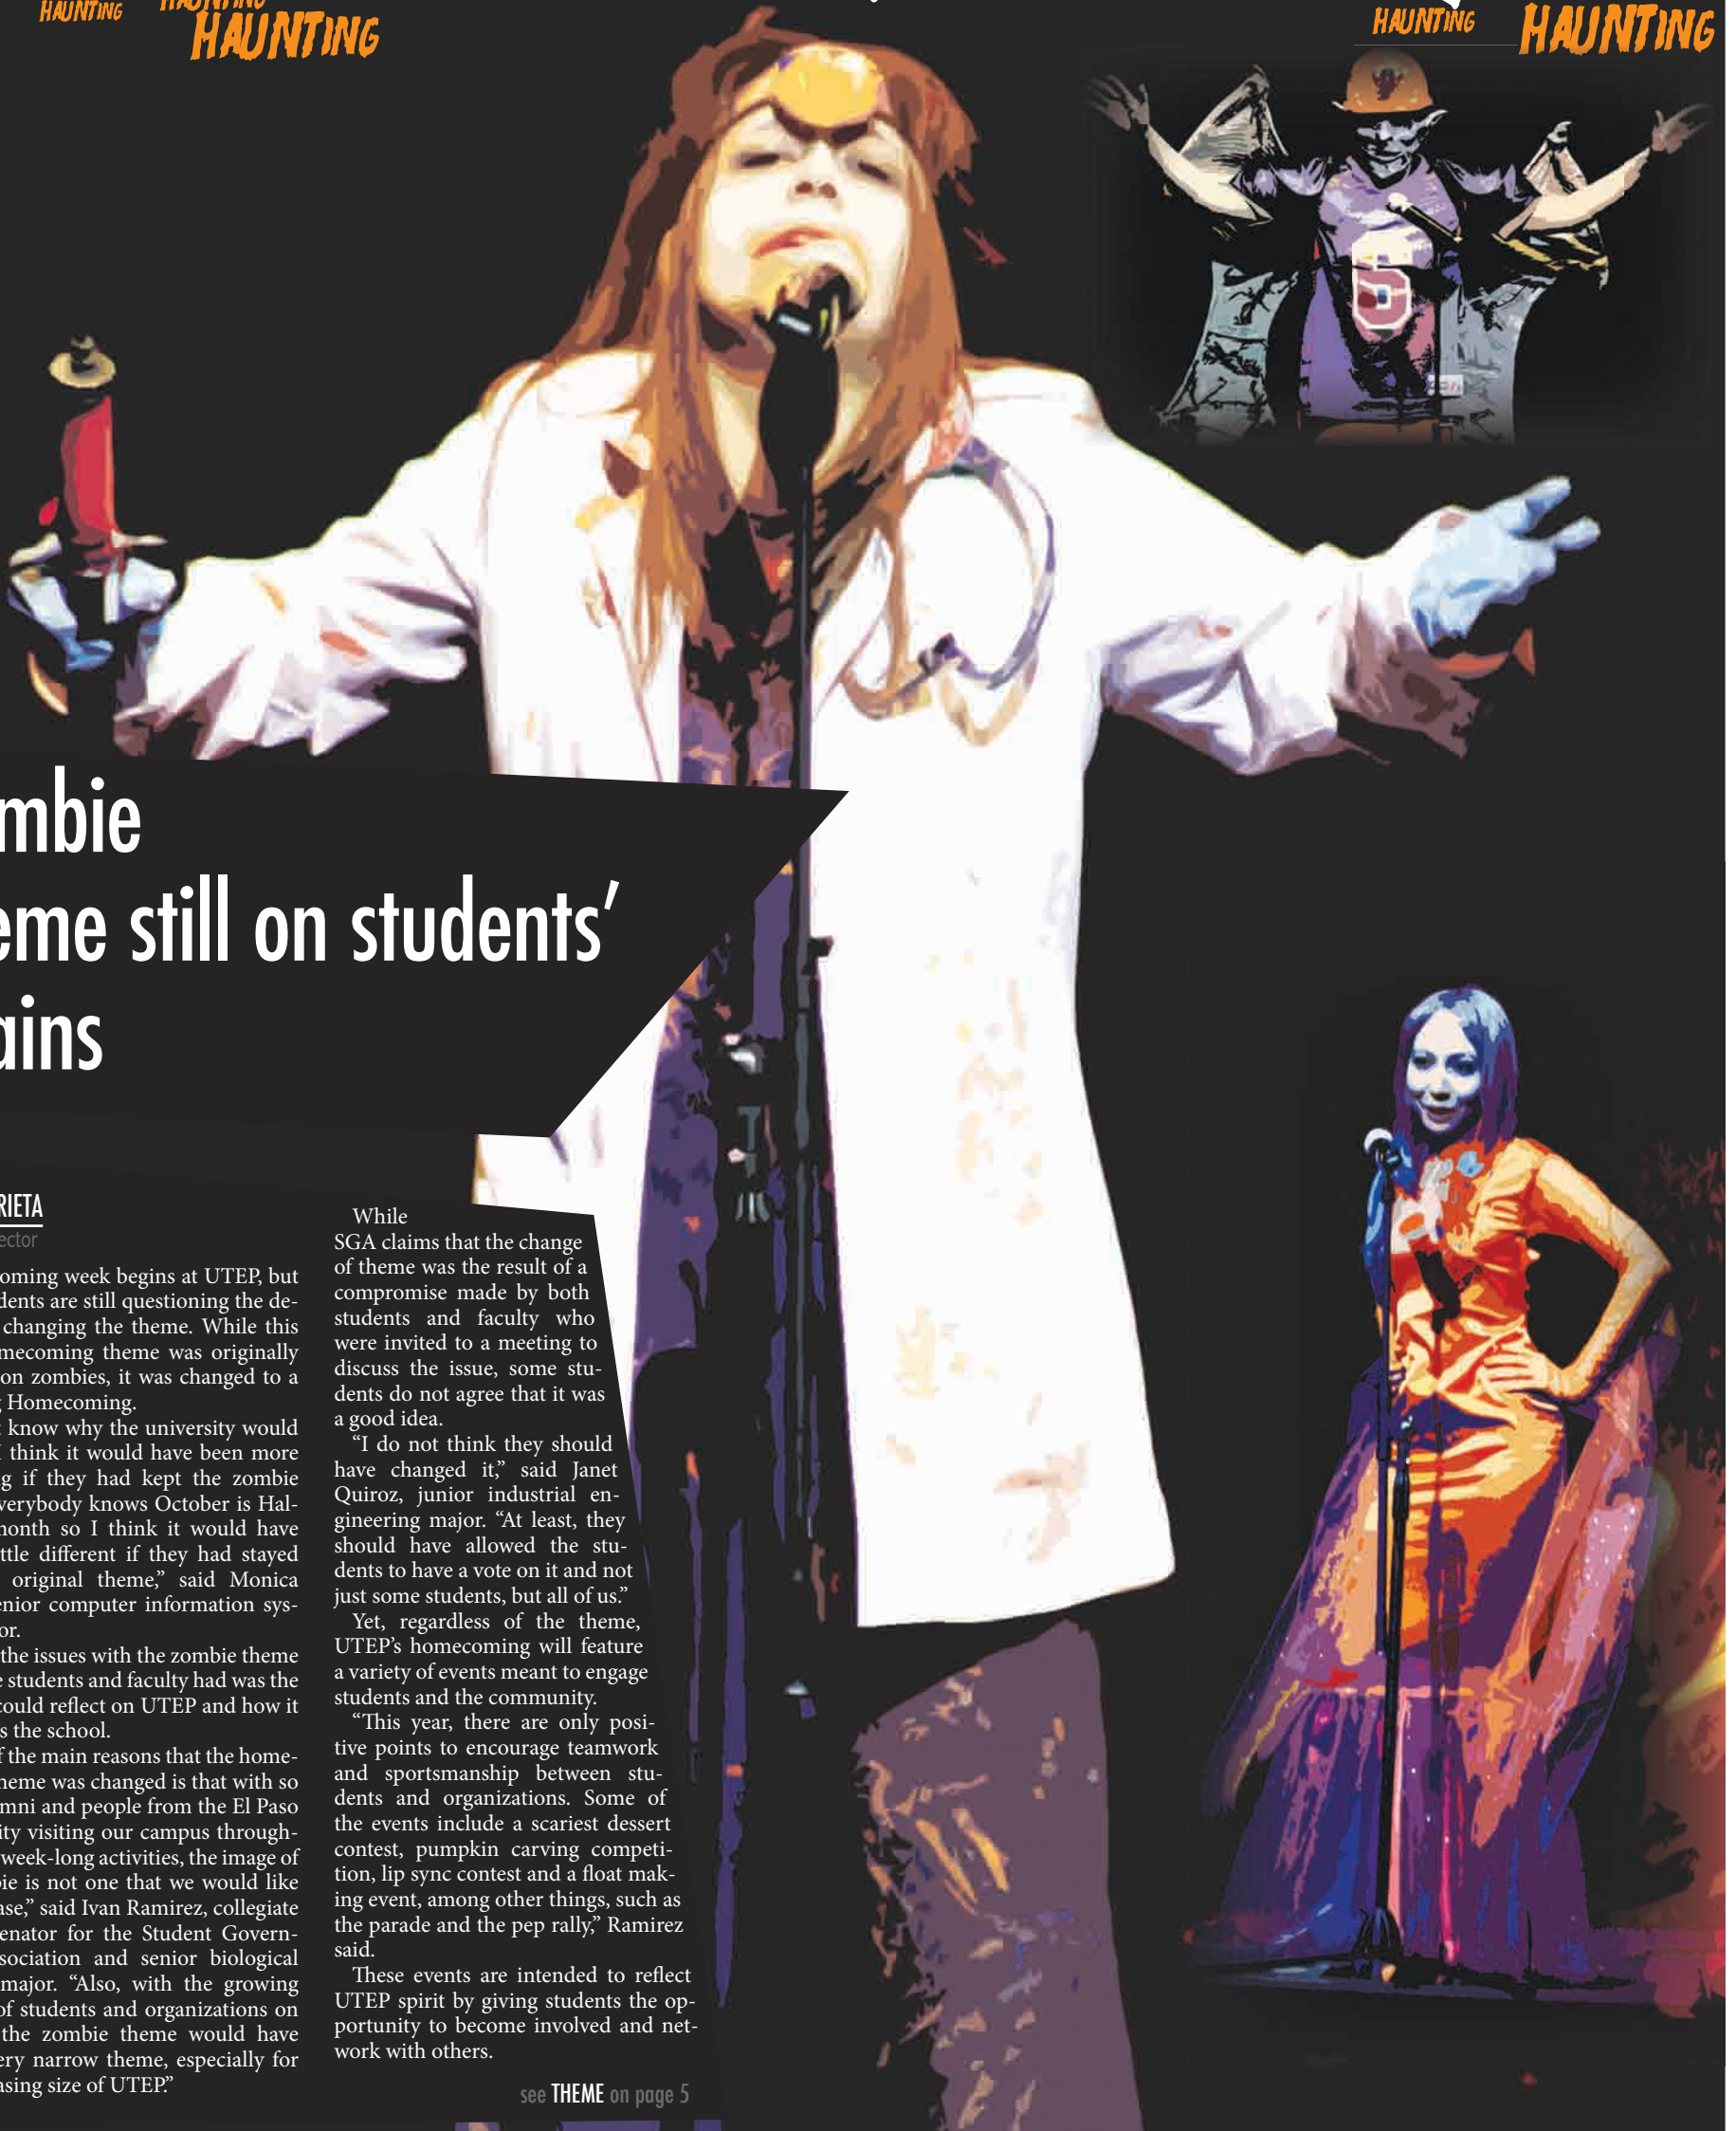 HAUNTING
HAUNTING
HAUNTING
HAUNTING
mbie
eme still on students’
ains
RIETA
ector
oming week begins at UTEP, but
dents are still questioning the de-
changing the theme. While this
mecoming theme was originally
on zombies, it was changed to a
g Homecoming.
t know why the university would
I think it would have been more
g if they had kept the zombie
verybody knows October is Hal-
month so I think it would have
ttle different if they had stayed
original theme,” said Monica
enior computer information sys-
or.
the issues with the zombie theme
e students and faculty had was the
could reflect on UTEP and how it
s the school.
f the main reasons that the home-
heme was changed is that with so
mni and people from the El Paso
ity visiting our campus through-
week-long activities, the image of
bie is not one that we would like
ase,” said Ivan Ramirez, collegiate
enator for the Student Govern-
sociation and senior biological
major. “Also, with the growing
of students and organizations on
the zombie theme would have
ery narrow theme, especially for
asing size of UTEP.”
While
SGA claims that the change
of theme was the result of a
compromise made by both
students and faculty who
were invited to a meeting to
discuss the issue, some stu-
dents do not agree that it was
a good idea.
“I do not think they should
have changed it,” said Janet
Quiroz, junior industrial en-
gineering major. “At least, they
should have allowed the stu-
dents to have a vote on it and not
just some students, but all of us.”
Yet, regardless of the theme,
UTEP’s homecoming will feature
a variety of events meant to engage
students and the community.
“This year, there are only posi-
tive points to encourage teamwork
and sportsmanship between stu-
dents and organizations. Some of
the events include a scariest dessert
contest, pumpkin carving competi-
tion, lip sync contest and a float mak-
ing event, among other things, such as
the parade and the pep rally,” Ramirez
said.
These events are intended to reflect
UTEP spirit by giving students the op-
portunity to become involved and net-
work with others.
see THEME on page 5